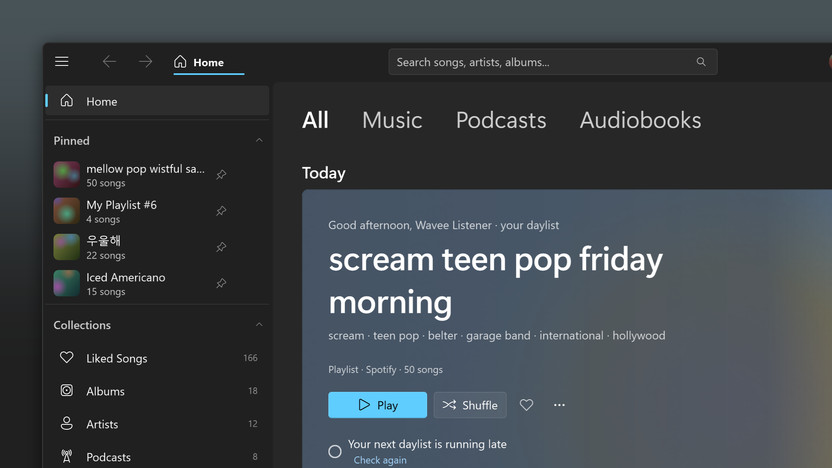 Home
Search songs, artists, albums...
Home
Pinned
mellow pop wistful sa...
50 songs
My Playlist #6
4 songs
우울해
22 songs
Iced Americano
15 songs
Collections
Liked Songs 166
Albums 18
Artists 12
Podcasts 8
All Music Podcasts Audiobooks
Today
Good afternoon, Wavee Listener · your daylist
scream teen pop friday
morning
scream · teen pop · belter · garage band · international · hollywood
Playlist · Spotify · 50 songs
Play Shuffle
Your next daylist is running late
Check again